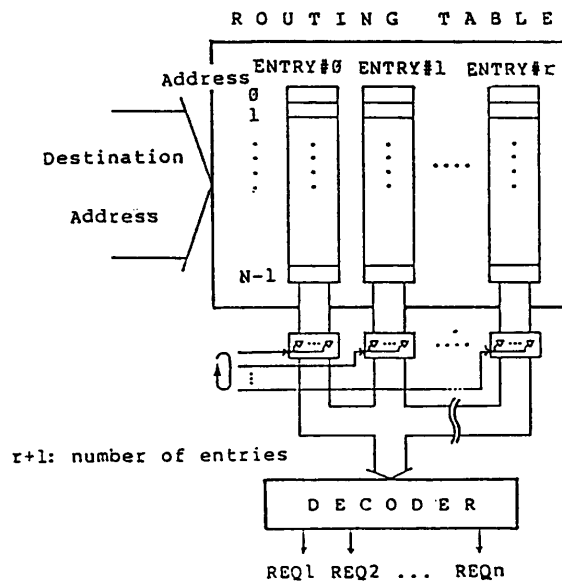 ROUTING TABLE
Address ENTRY#0 ENTRY#1 ENTRY#r
0
1
Destination
Address
N-1
r+1: number of entries
DECODER
REQ1 REQ2 ... REQn